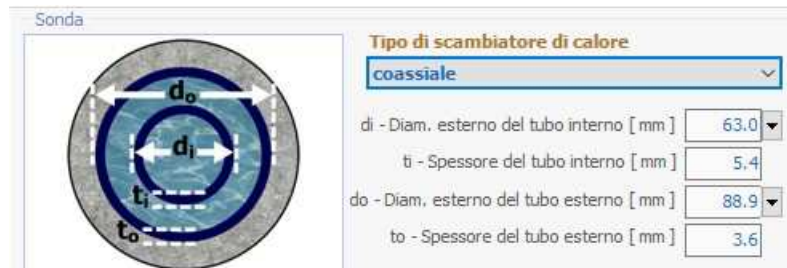 Sonda
Tipo di scambiatore di calore
coassiale
di - Diam. esterno del tubo interno [mm] 63.0
ti - Spessore del tubo interno [mm] 5.4
do - Diam. esterno del tubo esterno [mm] 88.9
to - Spessore del tubo esterno [mm] 3.6
do
di
ti
to